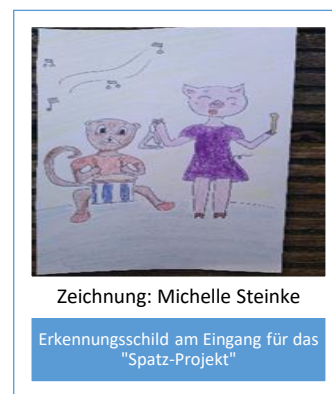 Zeichnung: Michelle Steinke
Erkennungsschild am Eingang für das
"Spatz-Projekt"